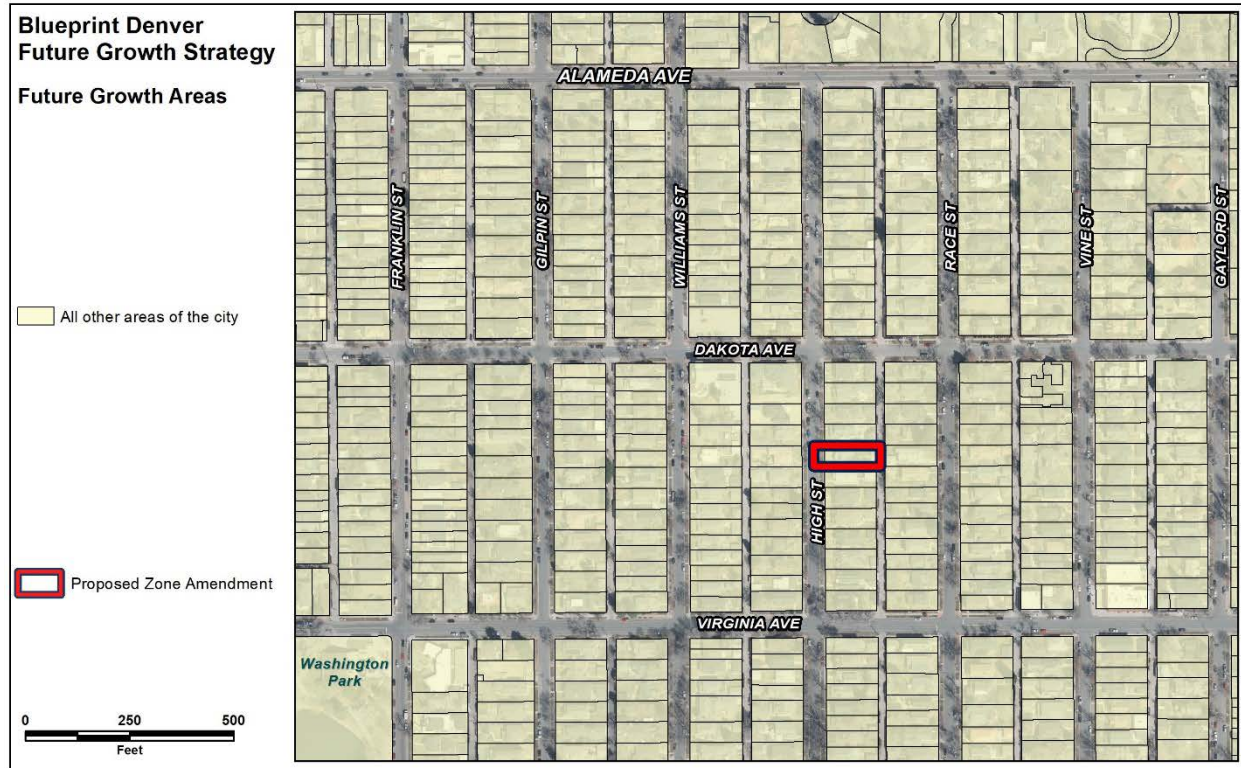 Blueprint Denver
Future Growth Strategy
Future Growth Areas
All other areas of the city
Proposed Zone Amendment
0 250 500
Feet
ALAMEDA AVE
FRANKLIN ST
GILPIN ST
WILLIAMS ST
RACE ST
VINE ST
GAYLORD ST
DAKOTA AVE
HIGH ST
VIRGINIA AVE
Washington
Park